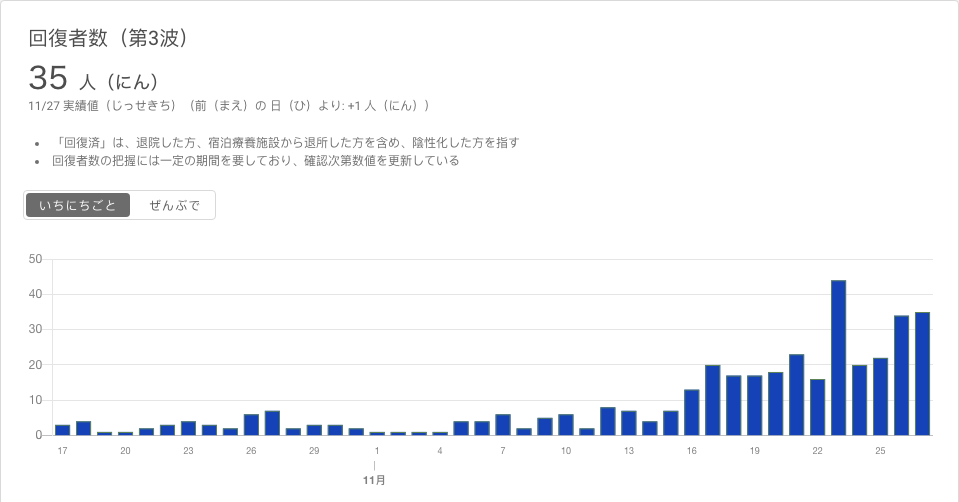 回復者数（第3波）
35 人（にん）
11/27 実績値（じっせきち）（前（まえ）の 日（ひ）より: +1 人（にん））
• 「回復済」は、退院した方、宿泊療養施設から退所した方を含め、陰性化した方を指す
• 回復者数の把握には一定の期間を要しており、確認次第数値を更新している
いちにちごと ぜんぶで
50
40
30
20
10
0
17 20 23 26 29 1 4 7 10 13 16 19 22 25
11月